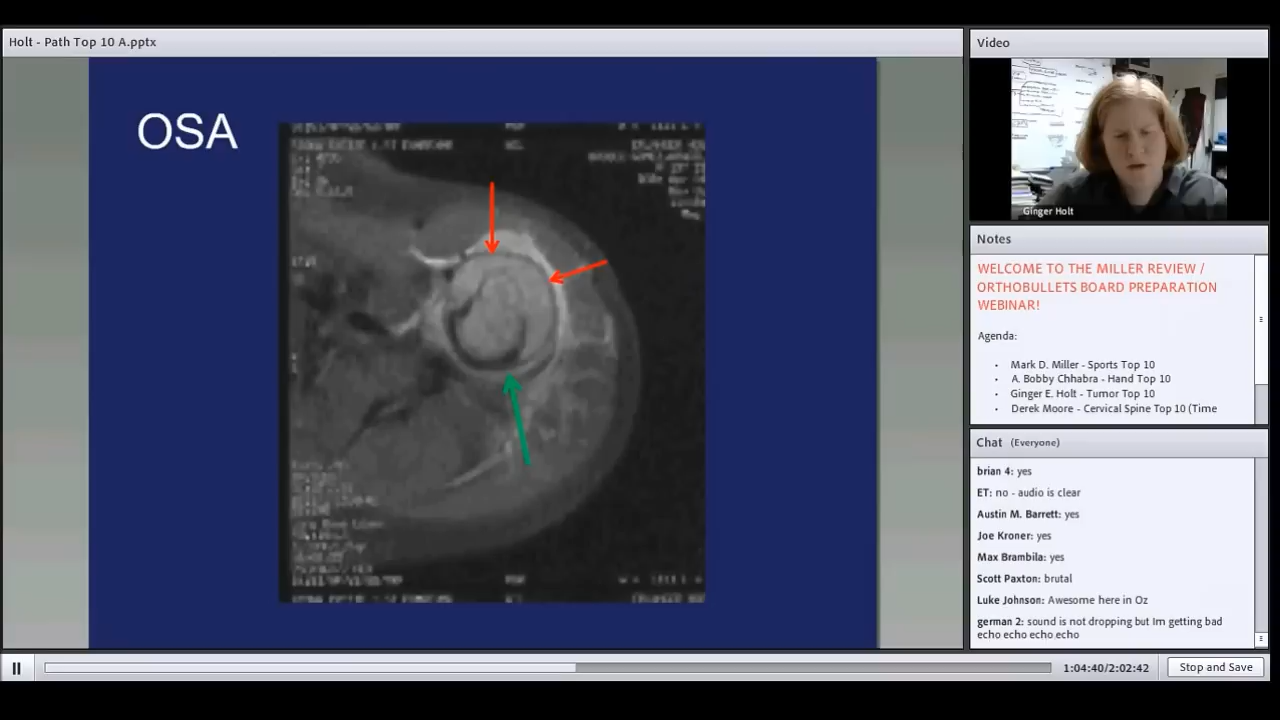 Holt - Path Top 10 A.pptx
OSA
Video
Ginger Holt
Notes
WELCOME TO THE MILLER REVIEW /
ORTHOBULLETS BOARD PREPARATION
WEBINAR!
Agenda:
• Mark D. Miller - Sports Top 10
• A. Bobby Chhabra - Hand Top 10
• Ginger E. Holt - Tumor Top 10
• Derek Moore - Cervical Spine Top 10 (Time
Chat (Everyone)
brian 4: yes
ET: no - audio is clear
Austin M. Barrett: yes
Joe Kroner: yes
Max Brambila: yes
Scott Paxton: brutal
Luke Johnson: Awesome here in Oz
german 2: sound is not dropping but Im getting bad
echo echo echo echo
1:04:40/2:02:42
Stop and Save